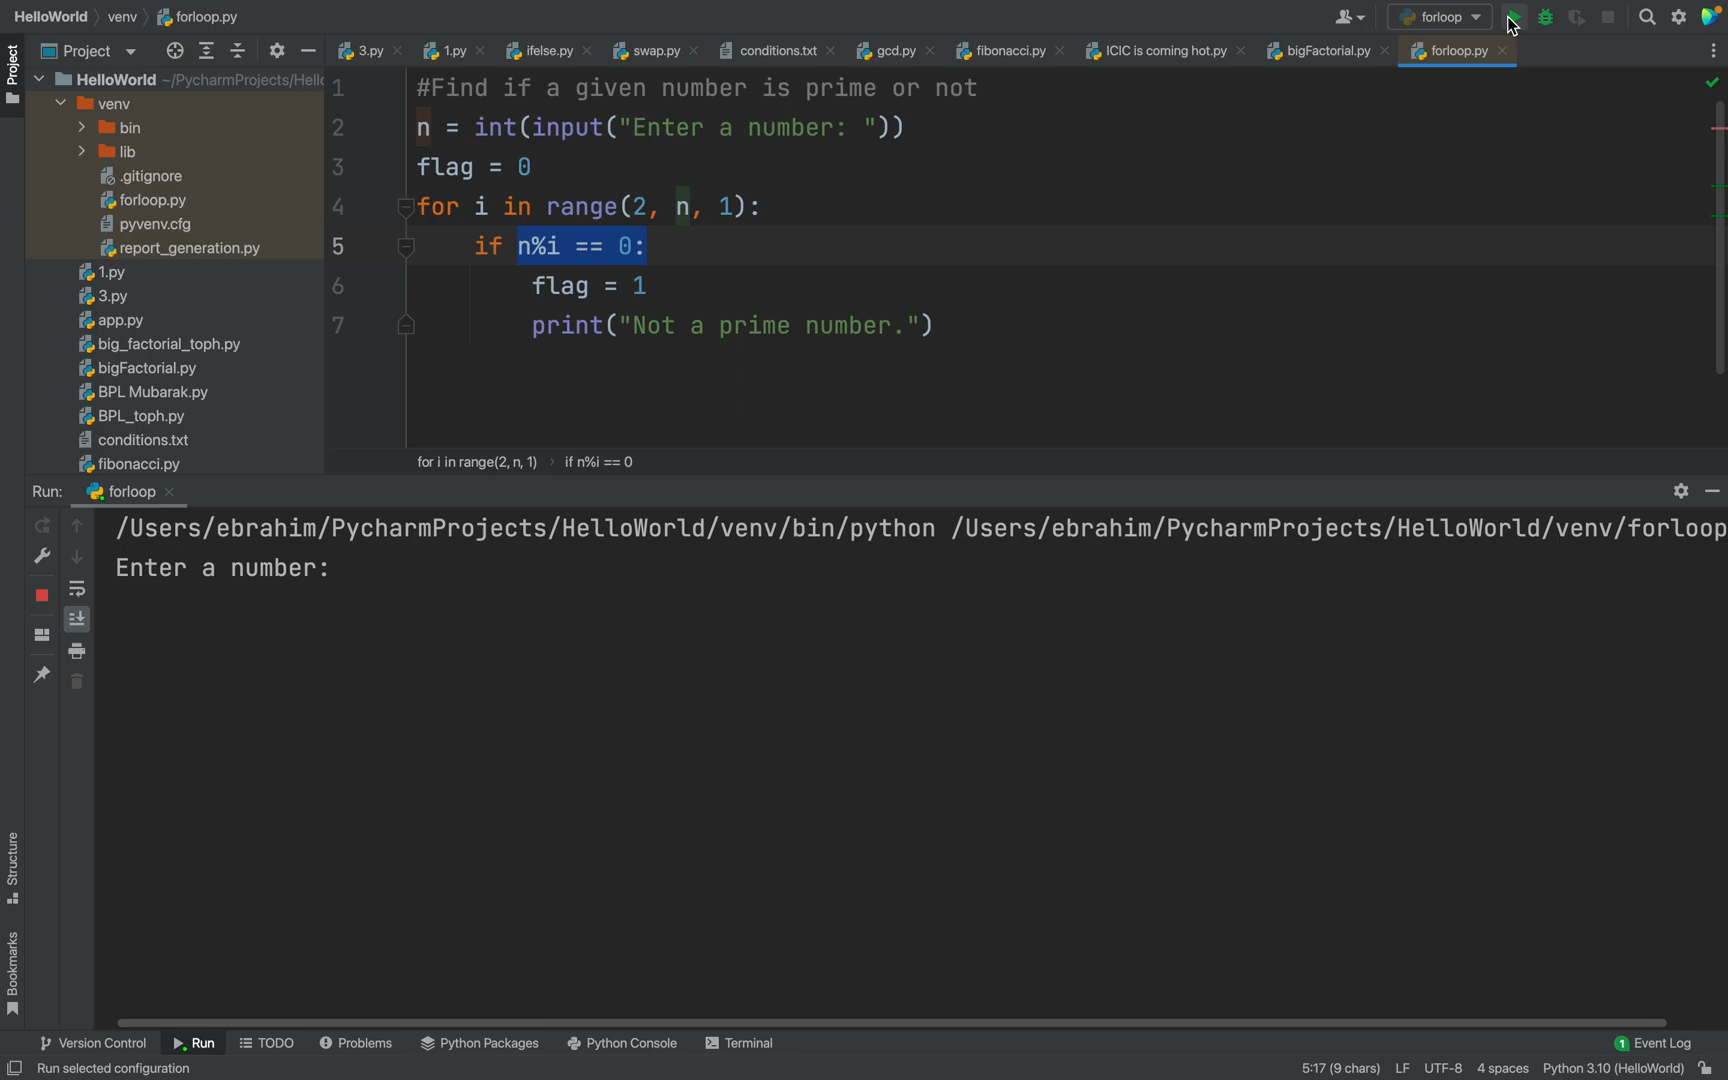 HelloWorld venv forloop.py forloop
Project 3.py 1.py ifelse.py swap.py conditions.txt gcd.py fibonacci.py ICIC is coming hot.py bigFactorial.py forloop.py
Project
HelloWorld ~/PycharmProjects/Hello
venv
bin
lib
.gitignore
forloop.py
pyvenv.cfg
report_generation.py
1.py
3.py
app.py
big_factorial_toph.py
bigFactorial.py
BPL Mubarak.py
BPL_toph.py
conditions.txt
fibonacci.py
1 #Find if a given number is prime or not
2 n = int(input("Enter a number: "))
3 flag = 0
4 for i in range(2, n, 1):
5 if n%i == 0:
6 flag = 1
7 print("Not a prime number.")
for i in range(2, n, 1) if n%i == 0
Run: forloop
/Users/ebrahim/PycharmProjects/HelloWorld/venv/bin/python /Users/ebrahim/PycharmProjects/HelloWorld/venv/forloop
Enter a number:
Structure
Bookmarks
Version Control Run TODO Problems Python Packages Python Console Terminal 1 Event Log
Run selected configuration 5:17 (9 chars) LF UTF-8 4 spaces Python 3.10 (HelloWorld)